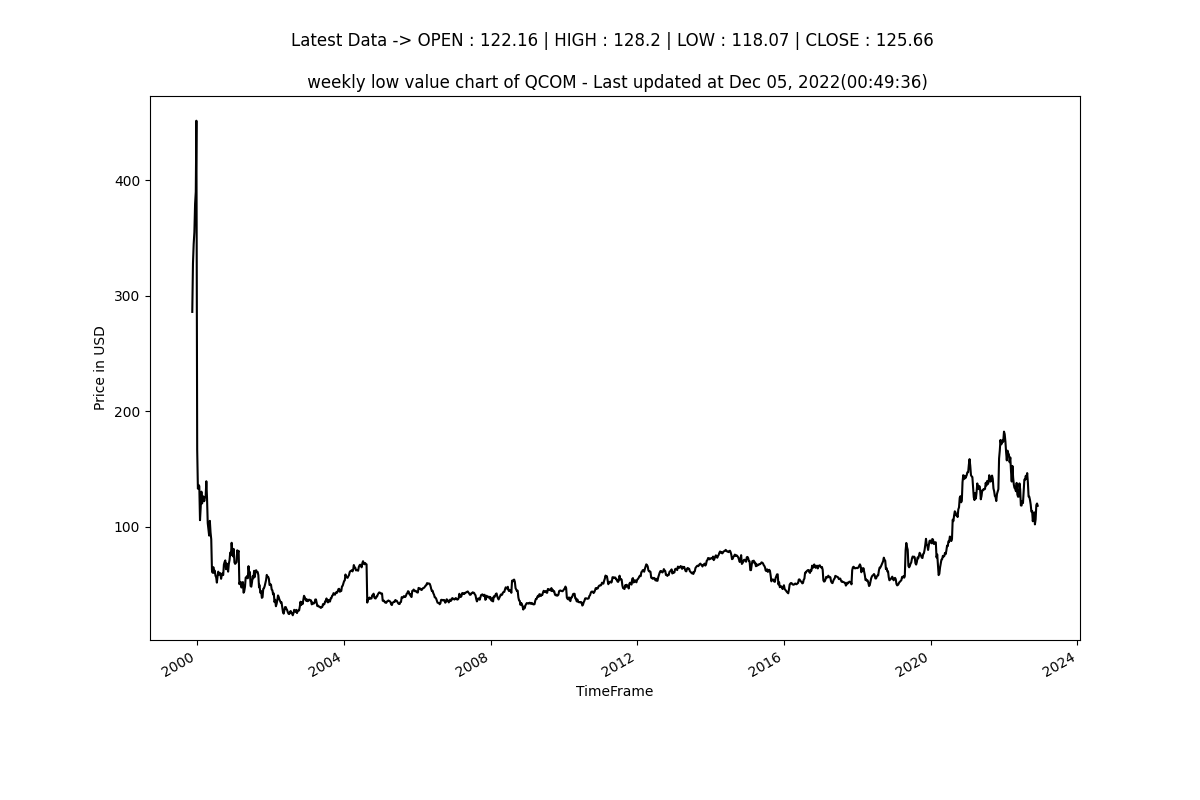 Latest Data -> OPEN : 122.16 | HIGH : 128.2 | LOW : 118.07 | CLOSE : 125.66
weekly low value chart of QCOM - Last updated at Dec 05, 2022(00:49:36)
400
300
200
100
Price in USD
2000
2004
2008
2012
2016
2020
2024
TimeFrame